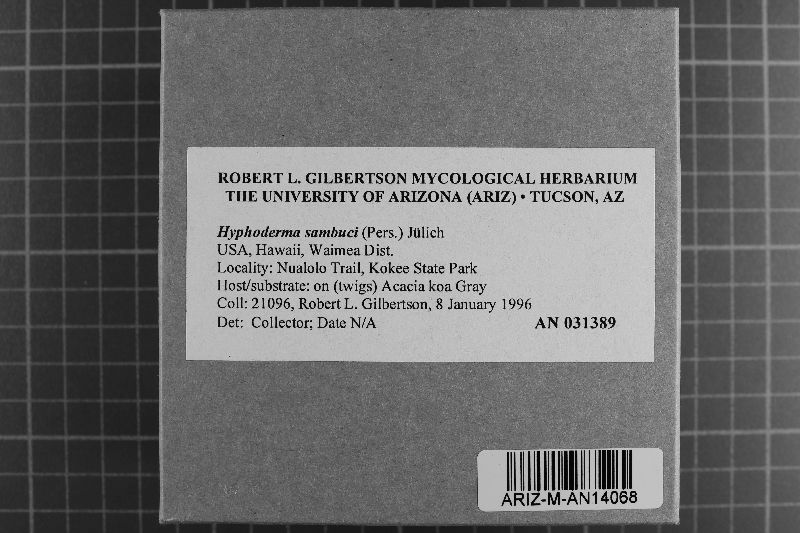 ROBERT L. GILBERTSON MYCOLOGICAL HERBARIUM
THE UNIVERSITY OF ARIZONA (ARIZ) • TUCSON, AZ
Hyphoderma sambuci (Pers.) Jülich
USA, Hawaii, Waimea Dist.
Locality: Nualolo Trail, Kokee State Park
Host/substrate: on (twigs) Acacia koa Gray
Coll: 21096, Robert L. Gilbertson, 8 January 1996
Det: Collector; Date N/A AN 031389
ARIZ-M-AN14068